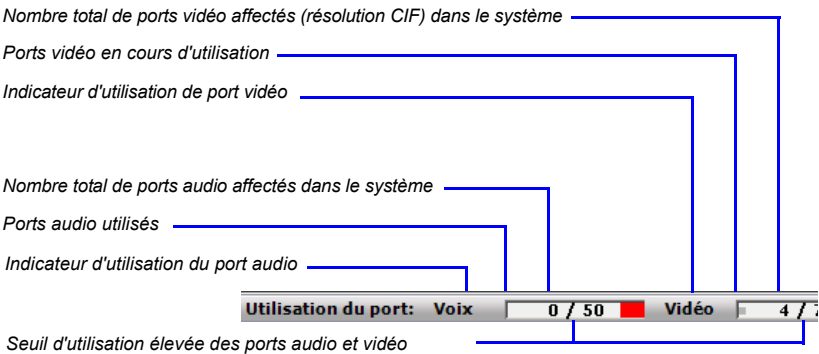 Nombre total de ports vidéo affectés (résolution CIF) dans le système
Ports vidéo en cours d'utilisation
Indicateur d'utilisation de port vidéo
Nombre total de ports audio affectés dans le système
Ports audio utilisés
Indicateur d'utilisation du port audio
Utilisation du port: Voix 0 / 50 Vidéo 4 / 7
Seuil d'utilisation élevée des ports audio et vidéo